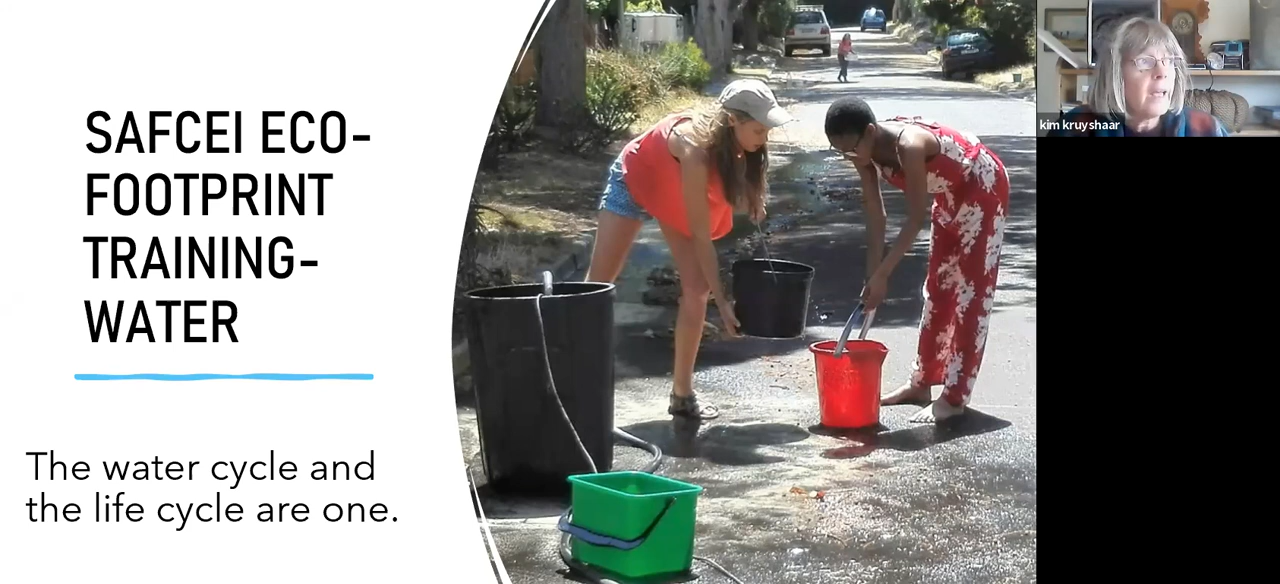 SAFCEI ECO-
FOOTPRINT
TRAINING-
WATER
The water cycle and
the life cycle are one.
kim kruyshaar